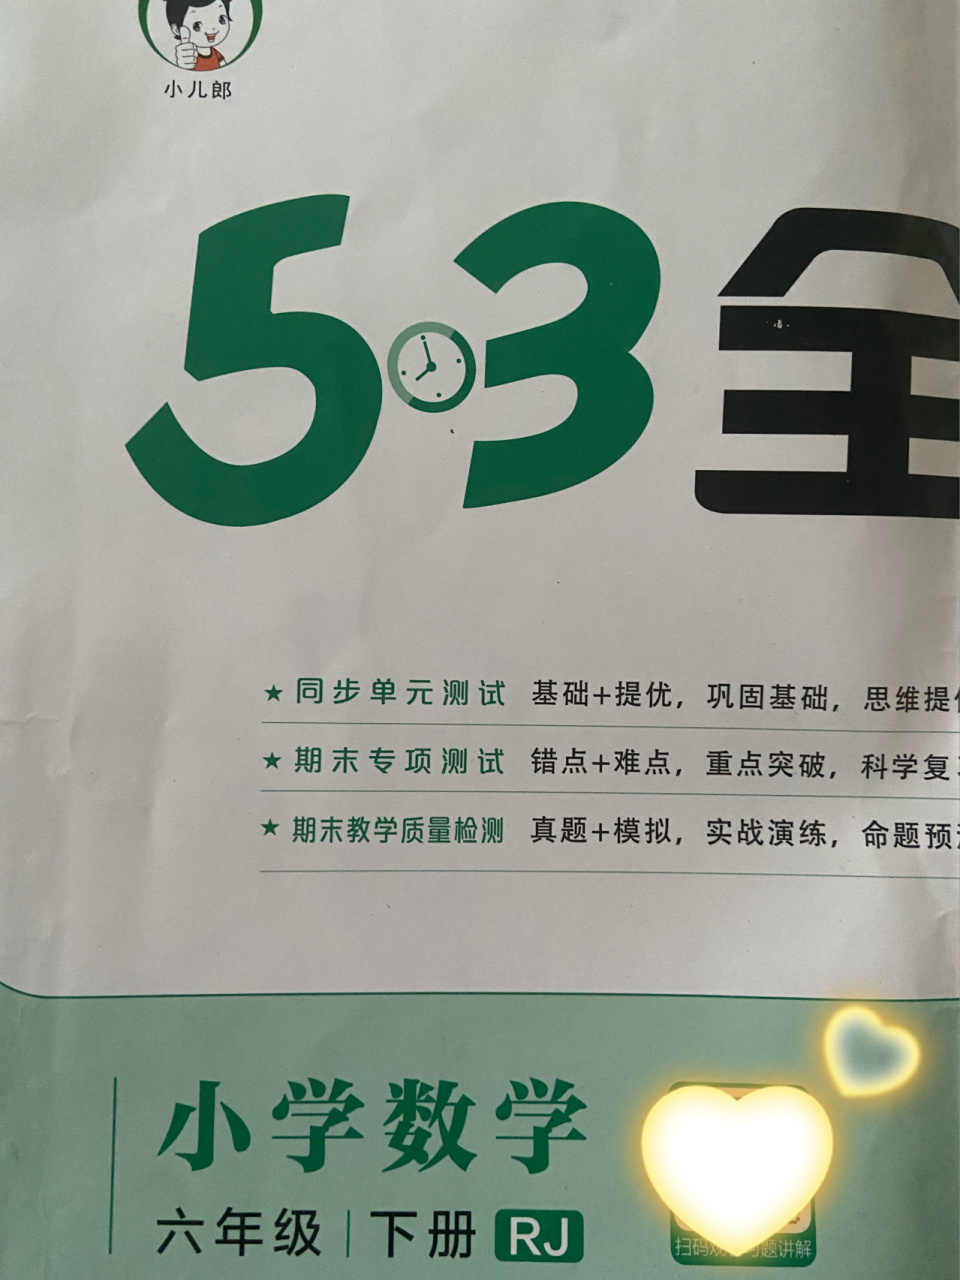 小儿郎
5·3全
★同步单元测试 基础+提优，巩固基础，思维提
★期末专项测试 错点+难点，重点突破，科学复
★期末教学质量检测 真题+模拟，实战演练，命题预
小学数学
六年级|下册 RJ
扫码观 习题讲解